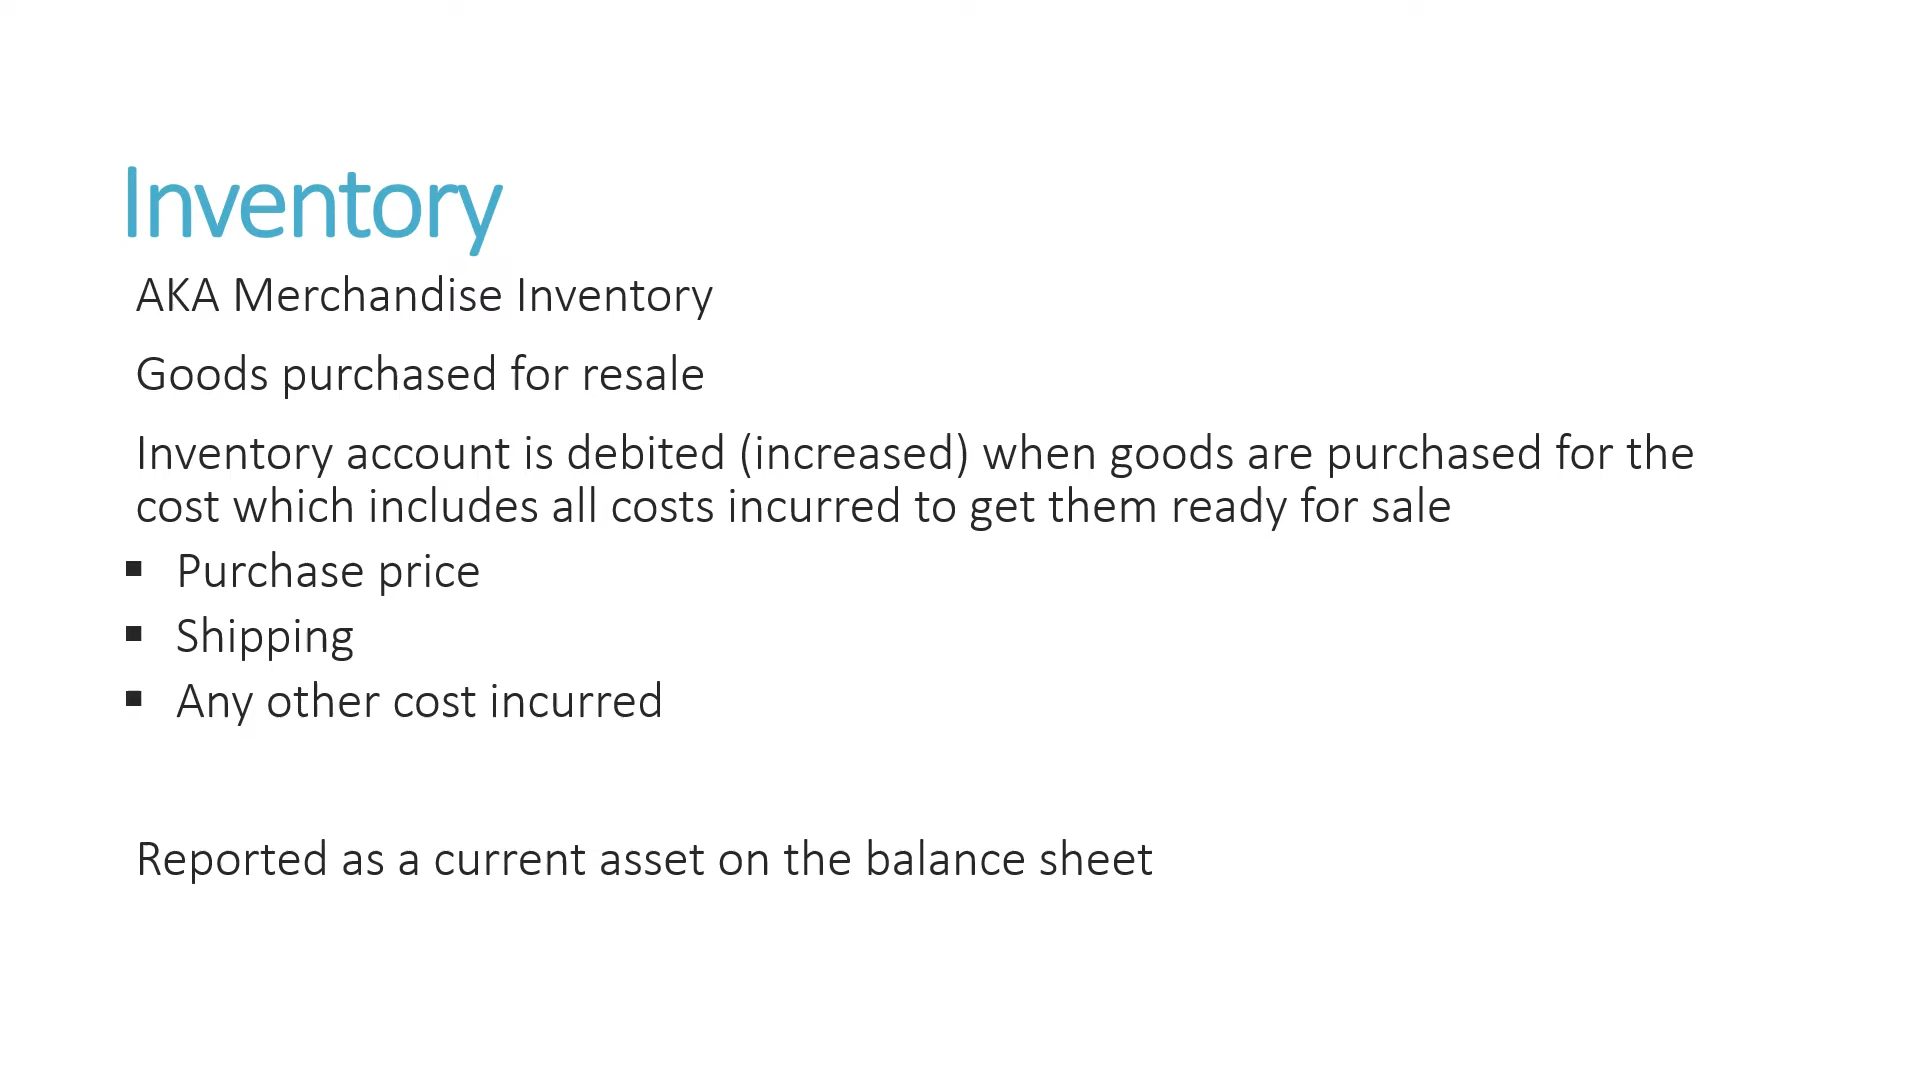 Inventory
AKA Merchandise Inventory
Goods purchased for resale
Inventory account is debited (increased) when goods are purchased for the
cost which includes all costs incurred to get them ready for sale
▪ Purchase price
▪ Shipping
▪ Any other cost incurred
Reported as a current asset on the balance sheet